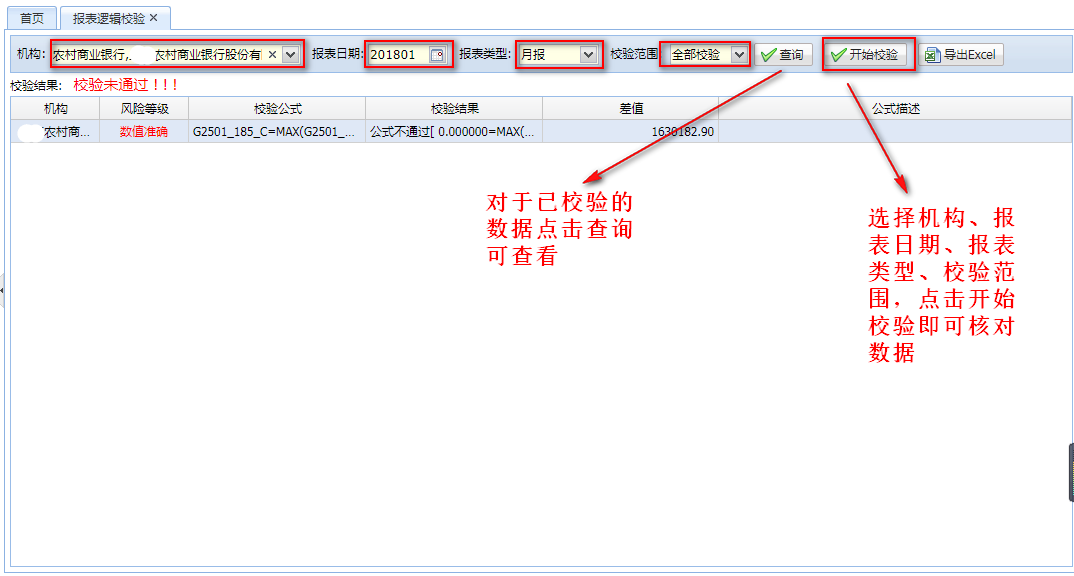 首页 报表逻辑校验 ×
机构: 农村商业银行, 农村商业银行股份有 × 报表日期: 201801 报表类型: 月报 校验范围 全部校验 查询 开始校验 导出Excel
校验结果: 校验未通过！！！
机构 风险等级 校验公式 校验结果 差值 公式描述
农村商... 数值准确 G2501_185_C=MAX(G2501_... 公式不通过[ 0.000000=MAX(... 1630182.90
对于已校验的
数据点击查询
可查看
选择机构、报
表日期、报表
类型、校验范
围，点击开始
校验即可核对
数据